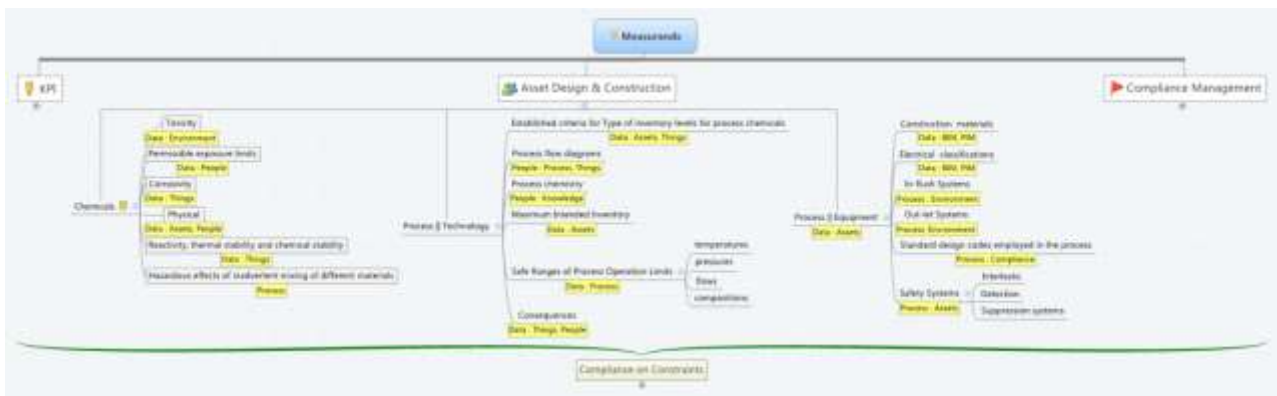 Measurands
KPI
Asset Design & Construction
Compliance Management
Chemicals
Toxicity
Data : Environment
Permissible exposure limits
Data : People
Corrosivity
Data : Things
Physical
Data : Assets, People
Reactivity, thermal stability and chemical stability
Data : Things
Hazardous effects of inadvertent mixing of different materials
Process
Process || Technology
Established criteria for Type of inventory levels for process chemicals
Data : Assets, Things
Process flow diagrams
People : Process, Things
Process chemistry
People : Knowledge
Maximum Intended Inventory
Data : Assets
Safe Ranges of Process Operation Limits
Data : Process
temperatures
pressures
flows
compositions
Consequences
Data : Things, People
Process || Equipment
Data : Assets
Construction materials
Data : BIM, PIM
Electrical classifications
Data : BIM, PIM
Systems
Process : Environment
Out-let Systems
Process: Environment
Standard design codes employed in the process
Process : Compliance
Safety Systems
Process : Assets
Interlocks
Detection
Suppression systems
Compliance on Constraints